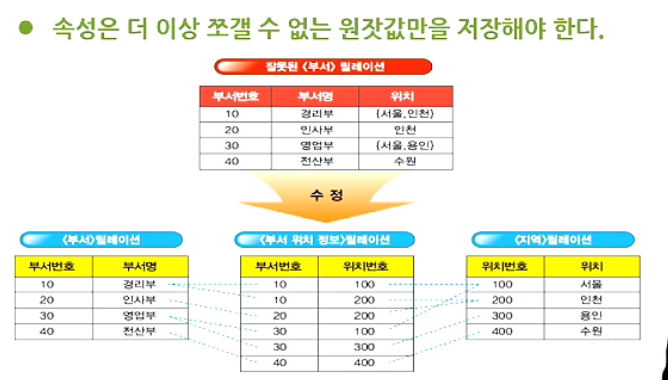 ● 속성은 더 이상 쪼갤 수 없는 원잣값만을 저장해야 한다.
잘못된 〈부서〉 릴레이션
부서번호 부서명 위치
10 경리부 {서울,인천}
20 인사부 인천
30 영업부 {서울,용인}
40 전산부 수원
수 정
〈부서〉릴레이션
부서번호 부서명
10 경리부
20 인사부
30 영업부
40 전산부
〈부서 위치 정보〉릴레이션
부서번호 위치번호
10 100
10 200
20 200
30 100
30 300
40 400
〈지역〉릴레이션
위치번호 위치
100 서울
200 인천
300 용인
400 수원